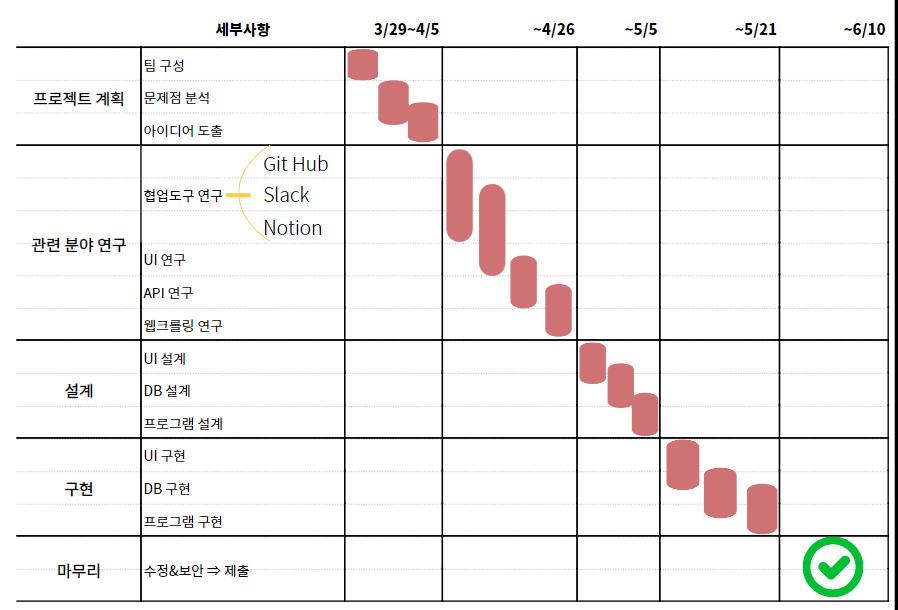 세부사항 3/29~4/5 ~4/26 ~5/5 ~5/21 ~6/10
프로젝트 계획
팀 구성
문제점 분석
아이디어 도출
관련 분야 연구
협업도구 연구
Git Hub
Slack
Notion
UI 연구
API 연구
웹크롤링 연구
설계
UI 설계
DB 설계
프로그램 설계
구현
UI 구현
DB 구현
프로그램 구현
마무리
수정&보안 ⇒ 제출